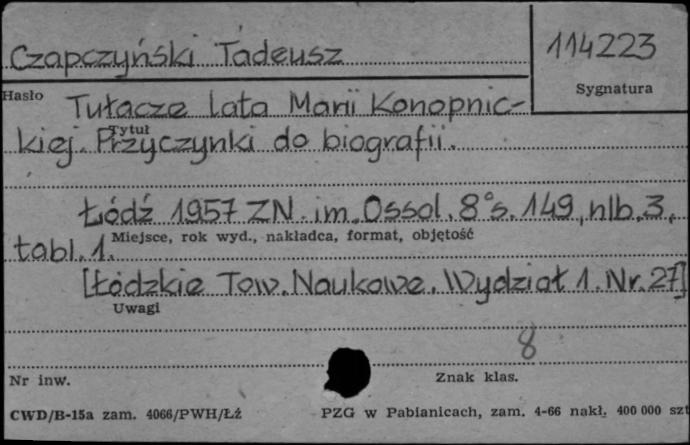 Czapczyński Tadeusz
114223
Hasło
Sygnatura
Tułacze lata Marii Konopnic-
Tytuł
kiej. Przyczynki do biografii.
Łódź 1957 ZN. im. Ossol. 8° s. 149, nlb. 3,
Miejsce, rok wyd., nakładca, format, objętość
tabl. 1.
[Łódzkie Tow. Naukowe. Wydział 1. Nr. 27]
Uwagi
8
Nr inw.
Znak klas.
CWD/B-15a zam. 4066/PWH/Łź
PZG w Pabianicach, zam. 4-66 nakł. 400 000 szt